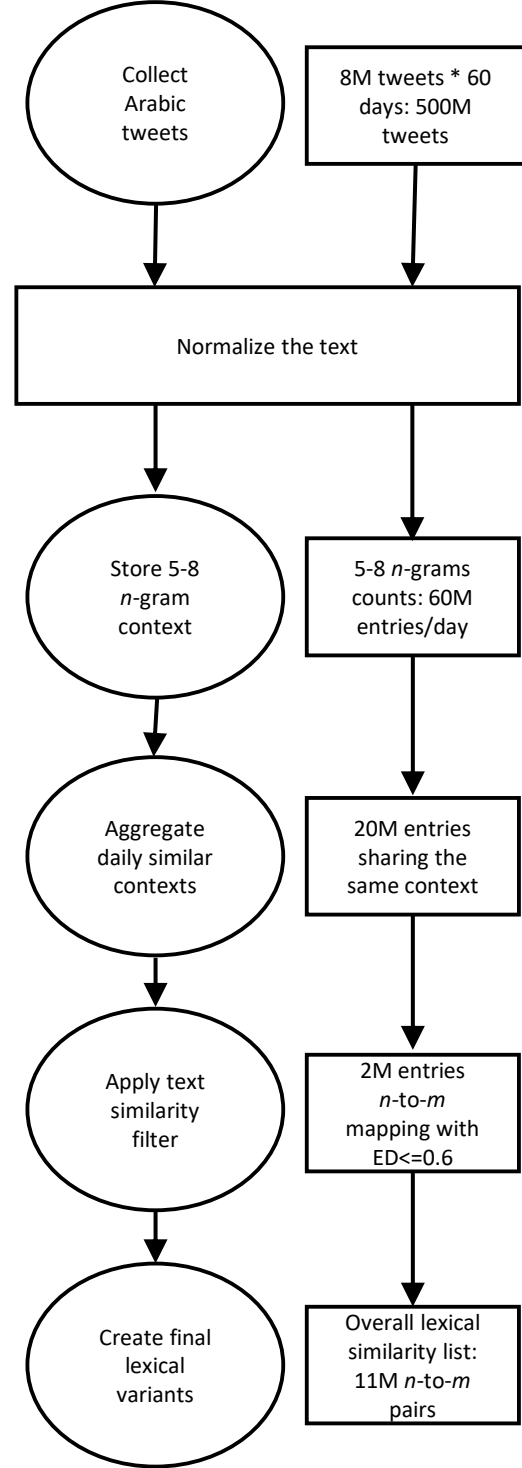 Collect
Arabic
tweets
8M tweets * 60
days: 500M
tweets
Normalize the text
Store 5-8
n-gram
context
5-8 n-grams
counts: 60M
entries/day
Aggregate
daily similar
contexts
20M entries
sharing the
same context
Apply text
similarity
filter
2M entries
n-to-m
mapping with
ED<=0.6
Create final
lexical
variants
Overall lexical
similarity list:
11M n-to-m
pairs